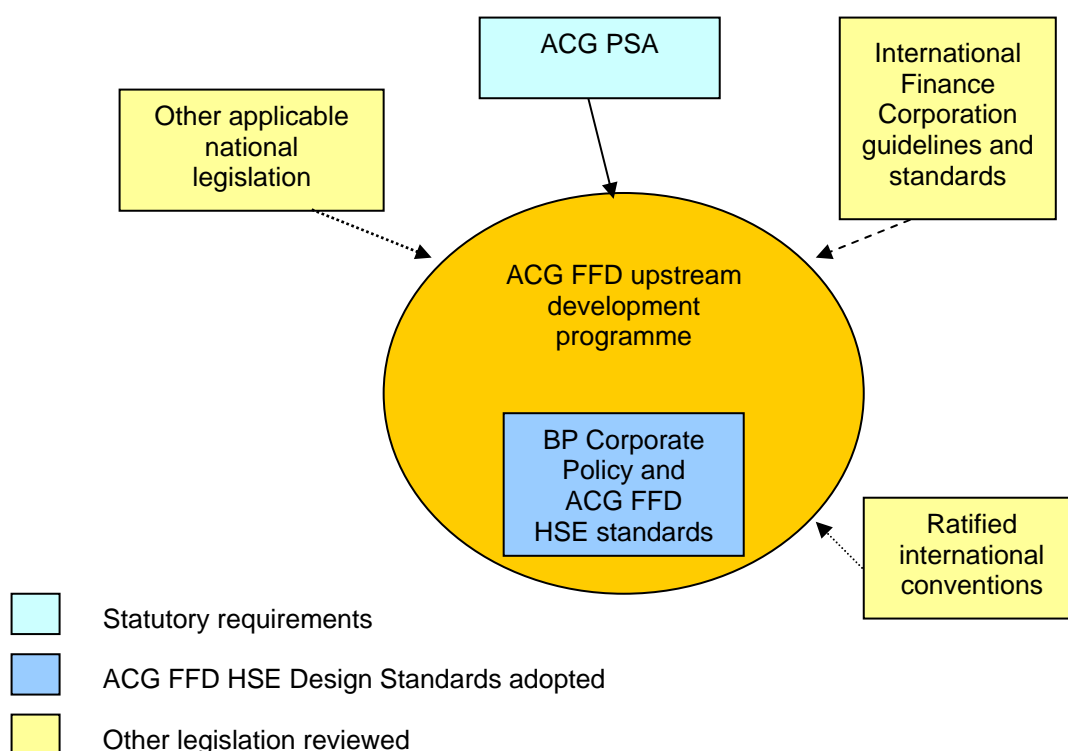 ACG PSA
International
Finance
Corporation
guidelines and
standards
Other applicable
national
legislation
ACG FFD upstream
development
programme
BP Corporate
Policy and
ACG FFD
HSE standards
Ratified
international
conventions
Statutory requirements
ACG FFD HSE Design Standards adopted
Other legislation reviewed